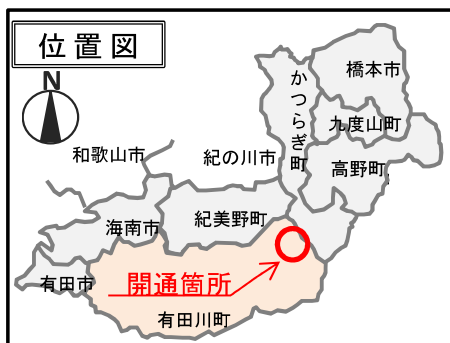 位置図
N
橋本市
かつらぎ町
九度山町
和歌山市
紀の川市
高野町
海南市
紀美野町
有田市
開通箇所
有田川町